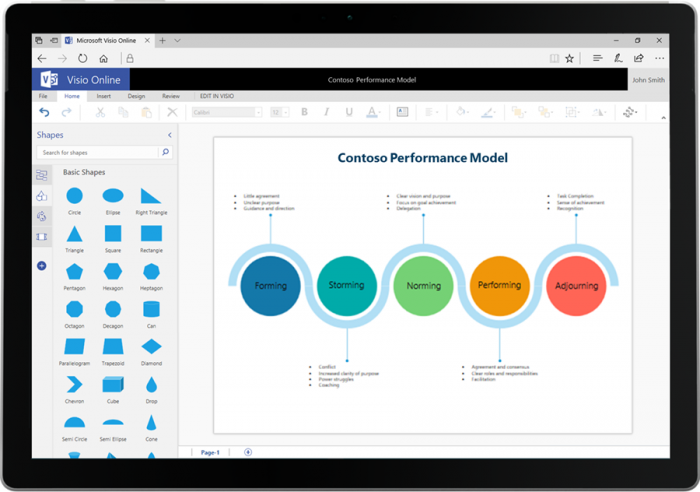 Microsoft Visio Online
Visio Online
Contoso Performance Model
John Smith
File Home Insert Design Review EDIT IN VISIO
Calibri
B I U A
Shapes
Search for shapes
Basic Shapes
Circle Ellipse Right Triangle
Triangle Square Rectangle
Pentagon Hexagon Heptagon
Octagon Decagon Can
Parallelogram Trapezoid Diamond
Chevron Cube Drop
Semi Circle Semi Ellipse Cone
Contoso Performance Model
Little agreement
Unclear purpose
Guidance and direction
Clear vision and purpose
Focus on goal achievement
Delegation
Task Completion
Sense of achievement
Recognition
Forming
Storming
Norming
Performing
Adjourning
Conflict
Increased clarity of purpose
Power struggles
Coaching
Agreement and consensus
Clear roles and responsibilities
Facilitation
Page-1